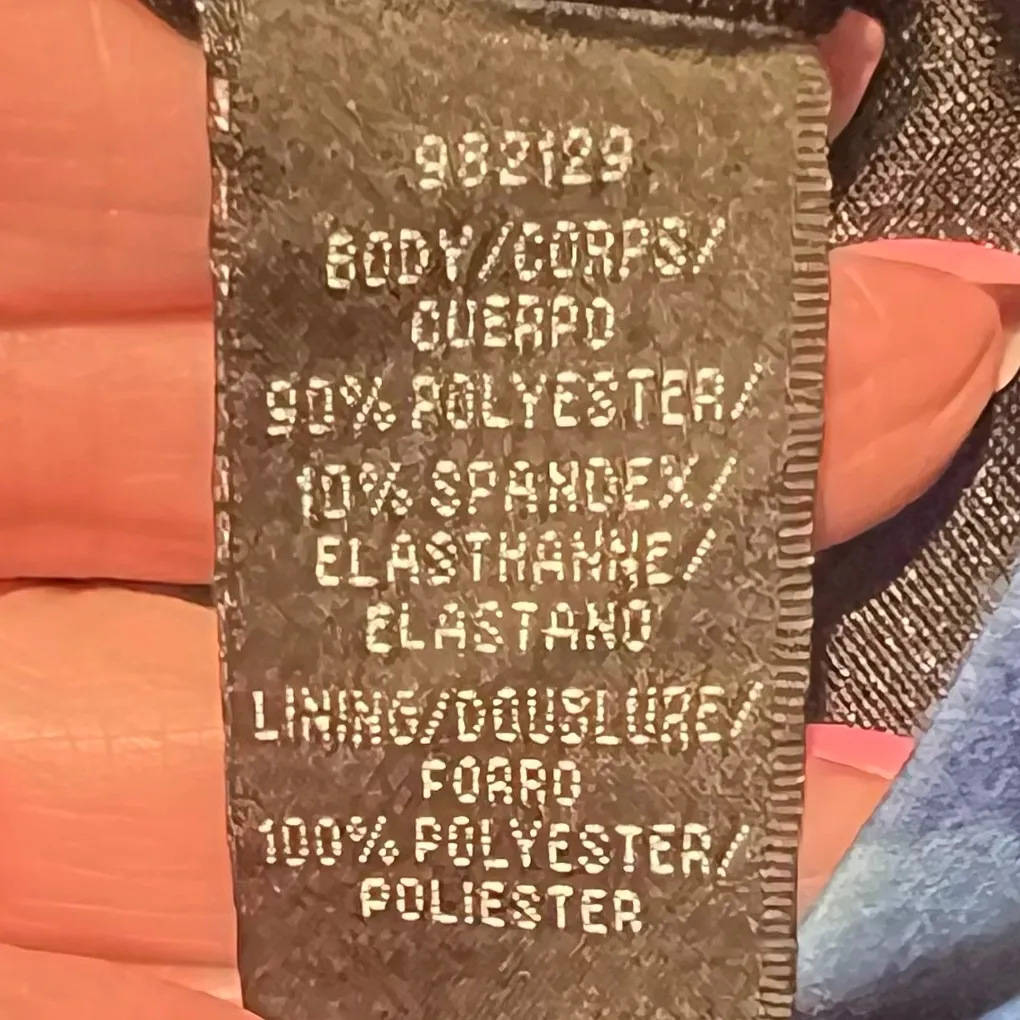 982129
BODY/CORPS/
CUERPO
90% POLYESTER/
10% SPANDEX/
ELASTHANNE/
ELASTANO
LINING/DOUBLURE/
FORRO
100% POLYESTER/
POLIESTER